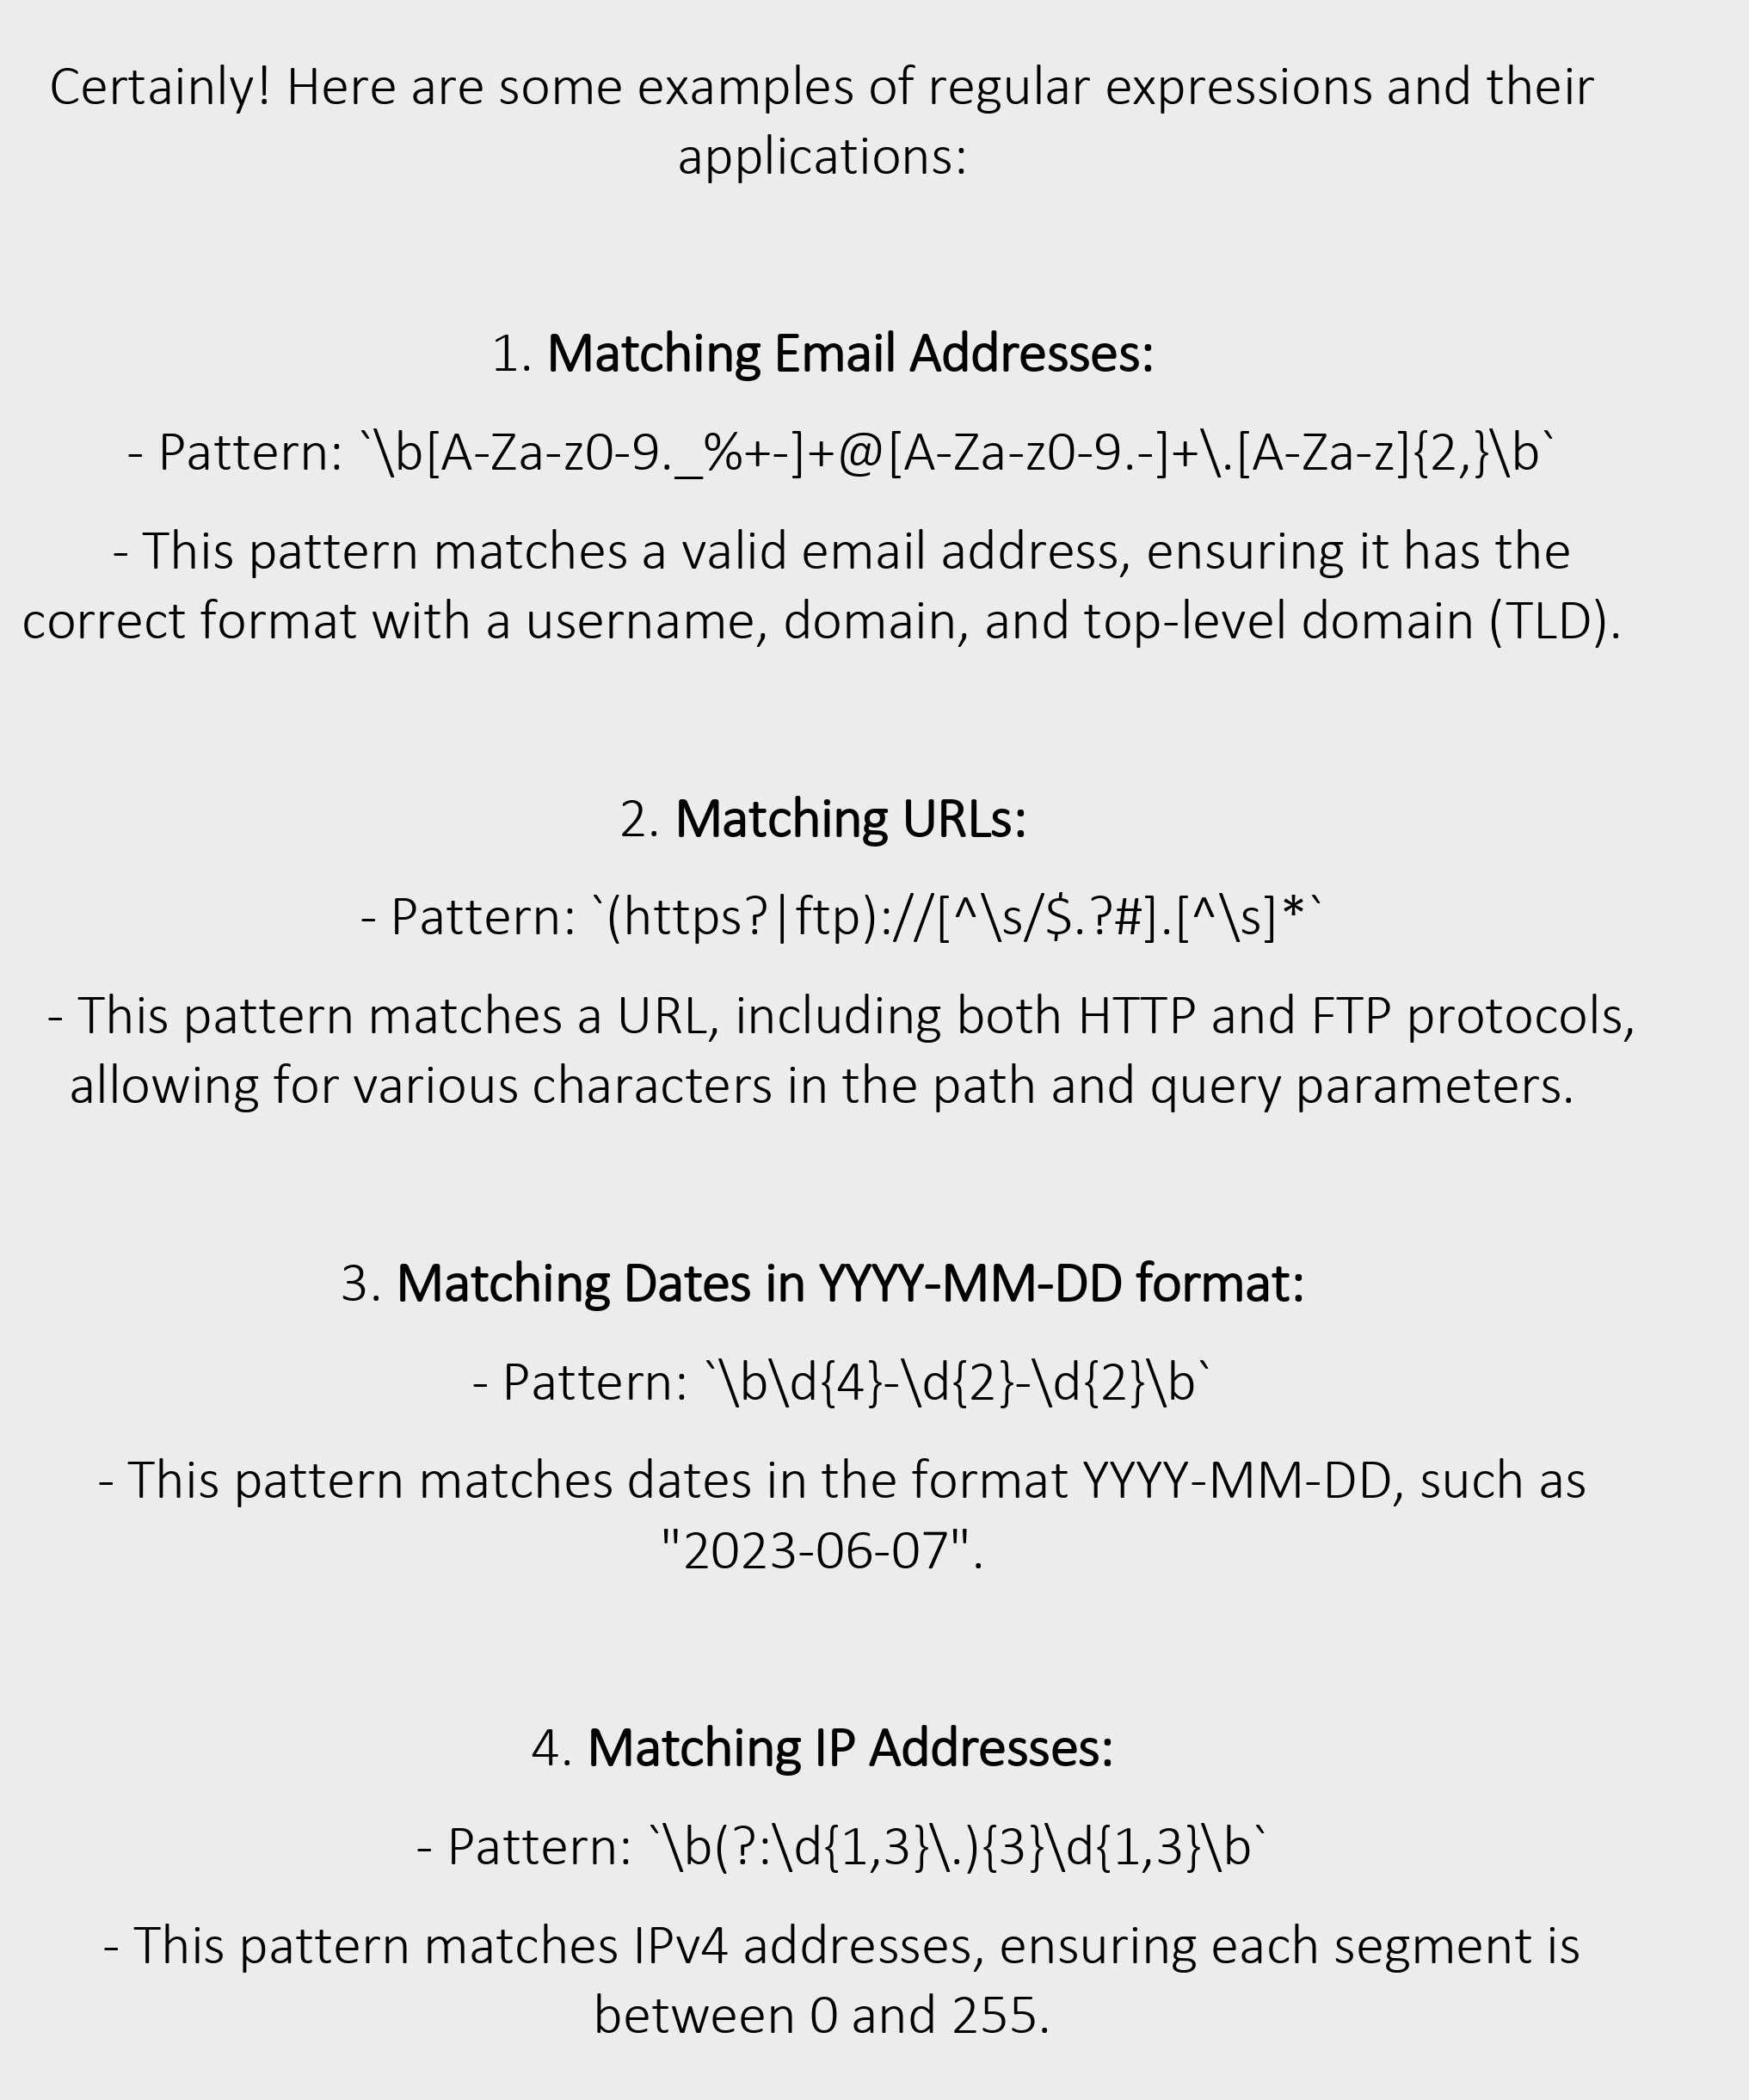 Certainly! Here are some examples of regular expressions and their
applications:
1. Matching Email Addresses:
- Pattern: `\b[A-Za-z0-9._%+-]+@[A-Za-z0-9.-]+\.[A-Za-z]{2,}\b`
- This pattern matches a valid email address, ensuring it has the
correct format with a username, domain, and top-level domain (TLD).
2. Matching URLs:
- Pattern: `(https?|ftp)://[^\s/$.?#].[^\s]*`
- This pattern matches a URL, including both HTTP and FTP protocols,
allowing for various characters in the path and query parameters.
3. Matching Dates in YYYY-MM-DD format:
- Pattern: `\b\d{4}-\d{2}-\d{2}\b`
- This pattern matches dates in the format YYYY-MM-DD, such as
"2023-06-07".
4. Matching IP Addresses:
- Pattern: `\b(?:\d{1,3}\.){3}\d{1,3}\b`
- This pattern matches IPv4 addresses, ensuring each segment is
between 0 and 255.